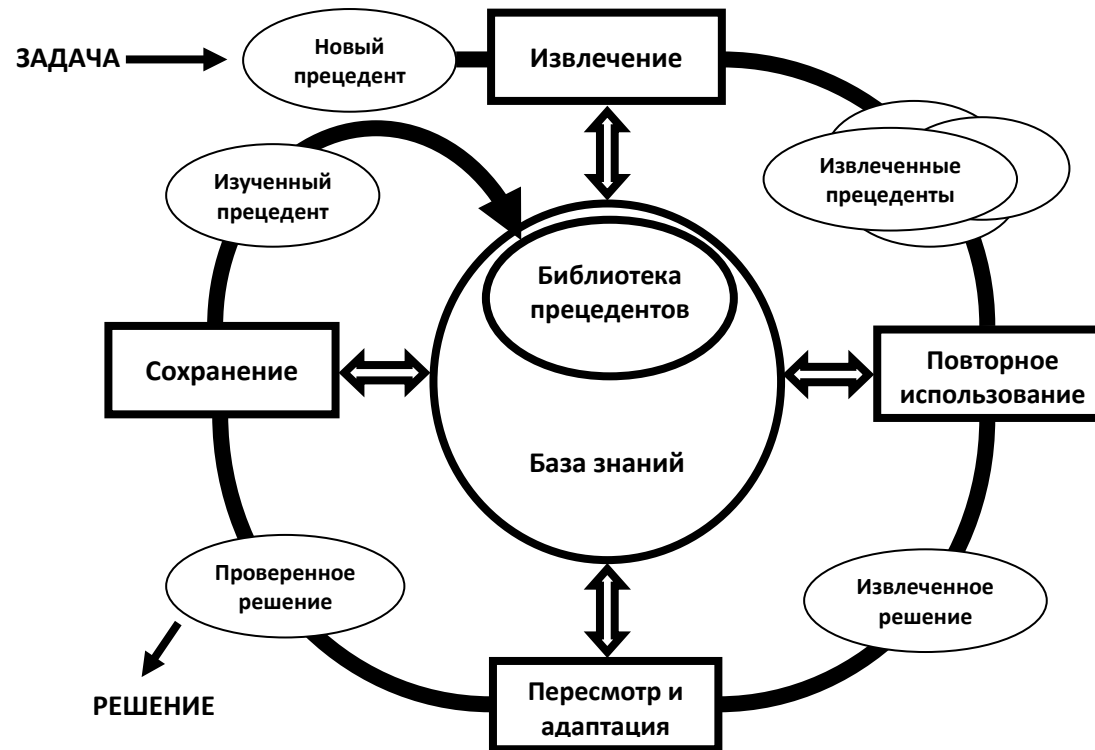 ЗАДАЧА
Новый
прецедент
Извлечение
Извлеченные
прецеденты
Изученный
прецедент
Библиотека
прецедентов
Сохранение
Повторное
использование
База знаний
Проверенное
решение
Извлеченное
решение
Пересмотр и
адаптация
РЕШЕНИЕ